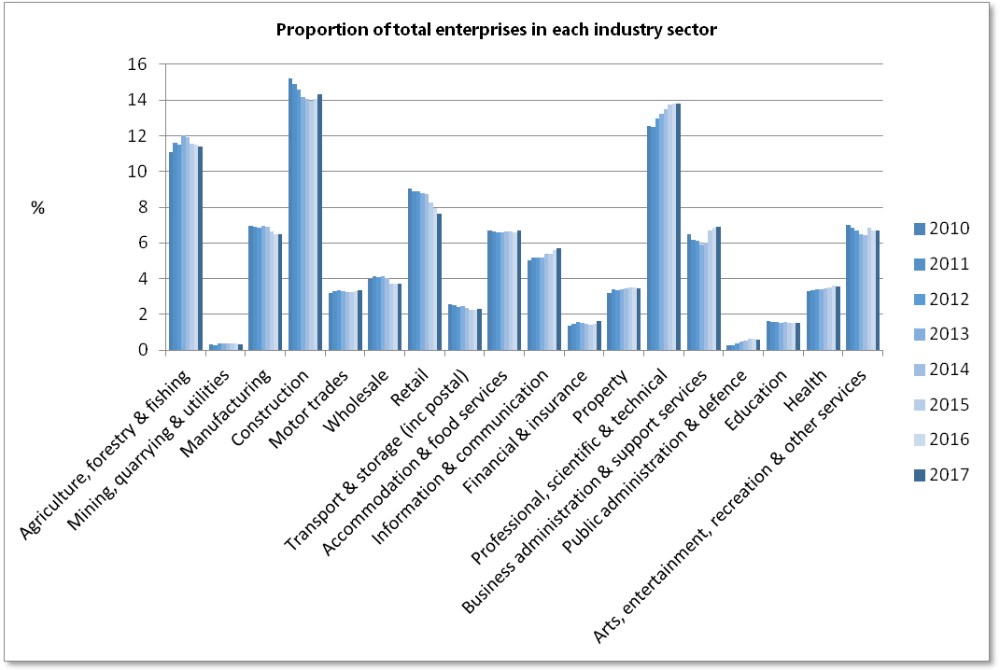 Proportion of total enterprises in each industry sector
16
14
12
10
8
6
4
2
0
%
Agriculture, forestry & fishing
Mining, quarrying & utilities
Manufacturing
Construction
Motor trades
Wholesale
Retail
Transport & storage (inc postal)
Accommodation & food services
Information & communication
Financial & insurance
Property
Professional, scientific & technical
Business administration & support services
Public administration & defence
Education
Health
Arts, entertainment, recreation & other services
2010
2011
2012
2013
2014
2015
2016
2017